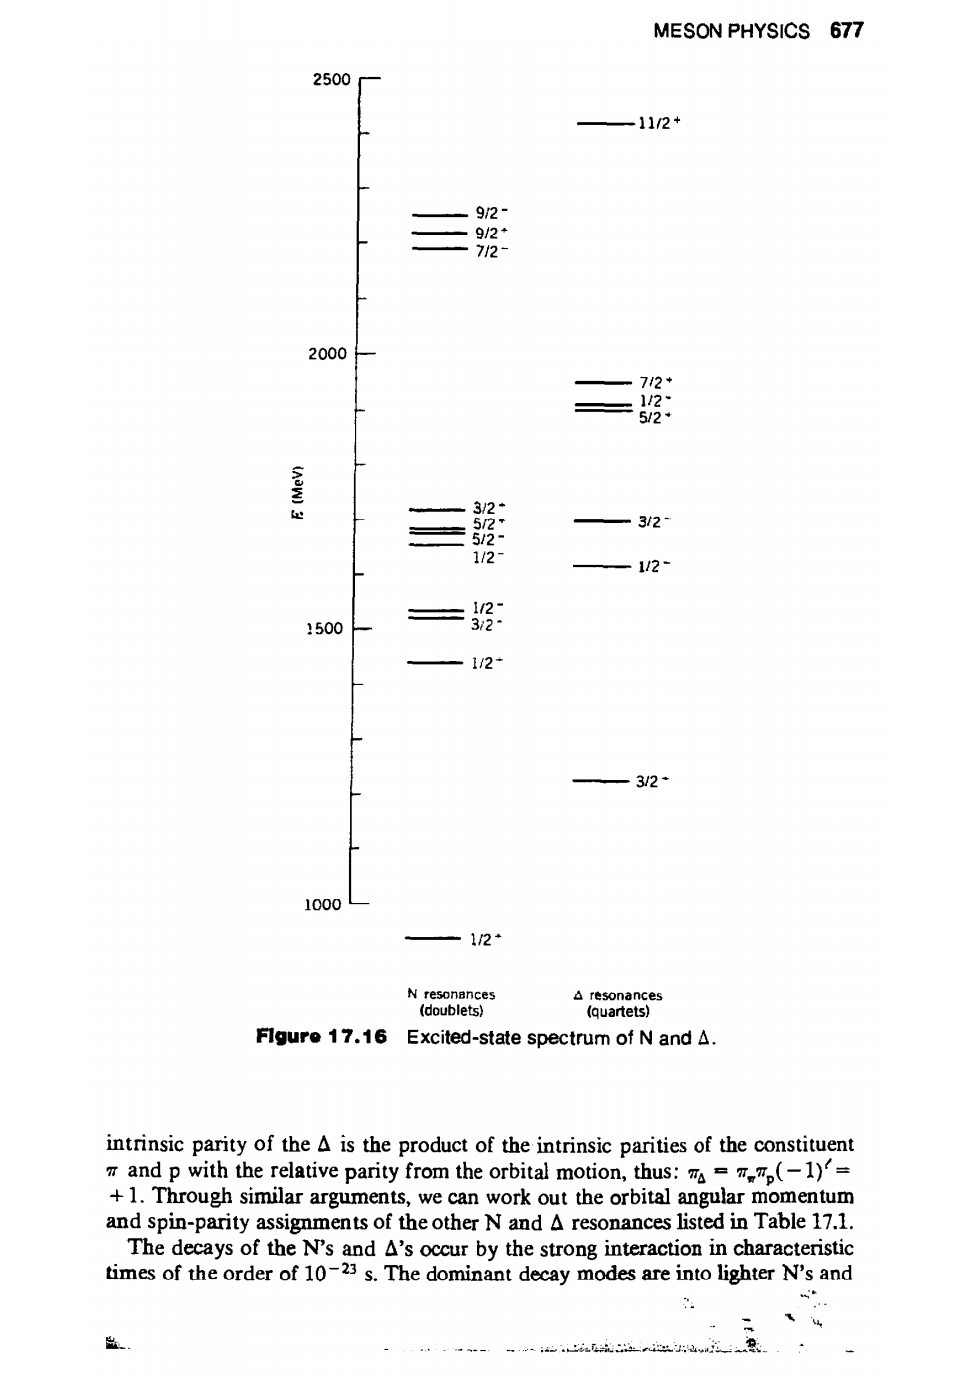 MESON PHYSICS 677
2500
11/2+
9/2-
9/2+
7/2-
2000
7/2+
1/2-
5/2+
E (MeV)
3/2+
5/2+
5/2-
1/2-
3/2-
1/2-
1/2-
3/2-
1500
1/2+
3/2+
1000
1/2+
N resonances
(doublets)
Δ resonances
(quartets)
Figure 17.16 Excited-state spectrum of N and Δ.
intrinsic parity of the Δ is the product of the intrinsic parities of the constituent
π and p with the relative parity from the orbital motion, thus: π_Δ = π_π π_p(−1)^ℓ =
+1. Through similar arguments, we can work out the orbital angular momentum
and spin-parity assignments of the other N and Δ resonances listed in Table 17.1.
The decays of the N's and Δ's occur by the strong interaction in characteristic
times of the order of 10−23 s. The dominant decay modes are into lighter N's and